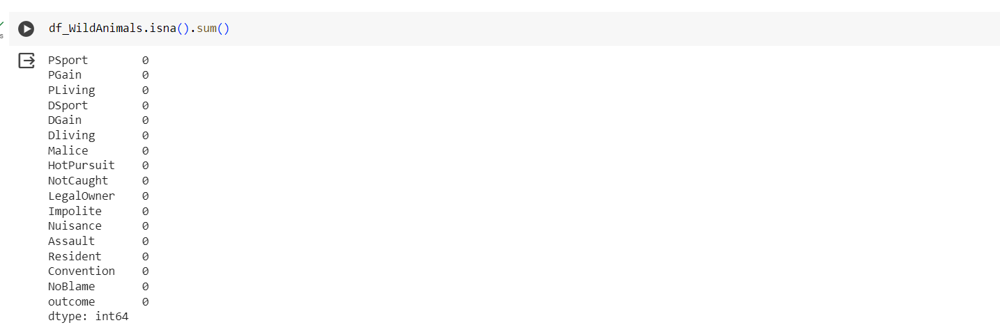 df_WildAnimals.isna().sum()
PSport 0
PGain 0
PLiving 0
DSport 0
DGain 0
Dliving 0
Malice 0
HotPursuit 0
NotCaught 0
LegalOwner 0
Impolite 0
Nuisance 0
Assault 0
Resident 0
Convention 0
NoBlame 0
outcome 0
dtype: int64